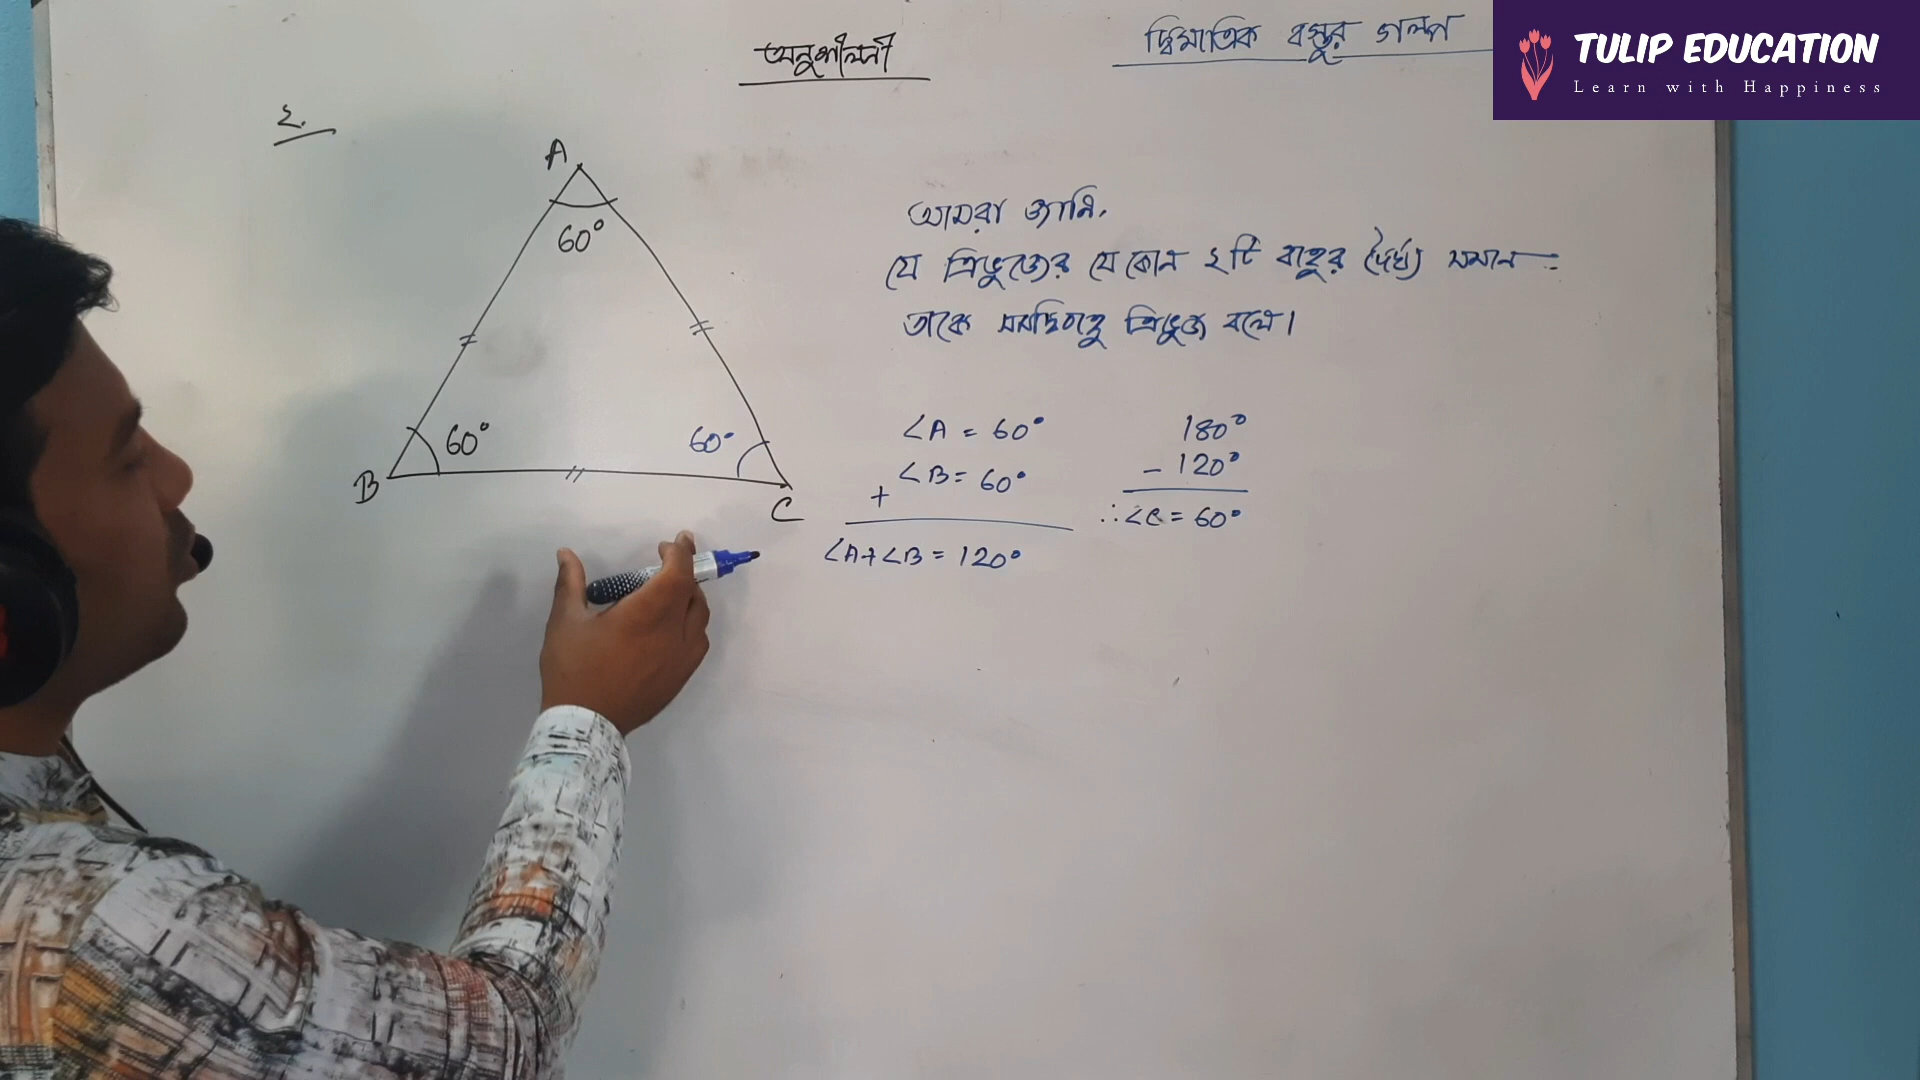 অনুশীলনী
দ্বিমাত্রিক বস্তুর গল্প
TULIP EDUCATION
Learn with Happiness
২.
A
60°
আমরা জানি,
যে ত্রিভুজের যে কোন ২টি বাহুর দৈর্ঘ্য সমান
তাকে সমদ্বিবাহু ত্রিভুজ বলে।
60°
60°
B
C
∠A = 60°
∠B = 60°
+
∠A+∠B = 120°
180°
- 120°
∴∠C = 60°